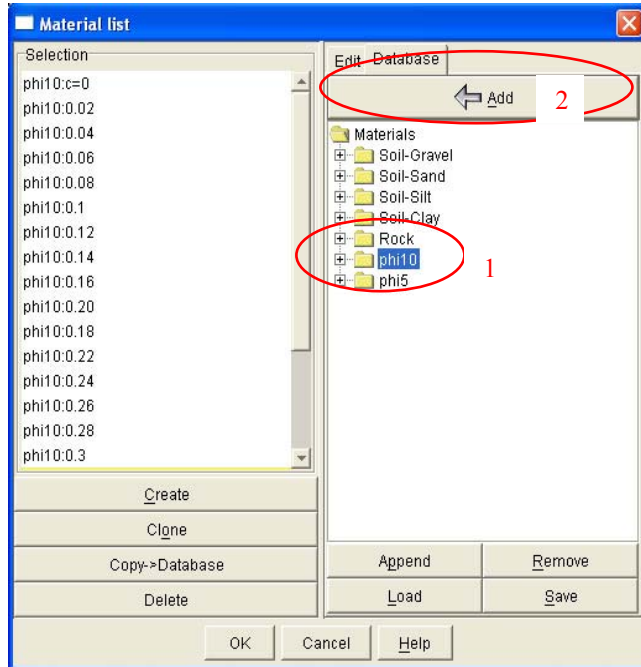 Material list
Selection
phi10:c=0
phi10:0.02
phi10:0.04
phi10:0.06
phi10:0.08
phi10:0.1
phi10:0.12
phi10:0.14
phi10:0.16
phi10:0.20
phi10:0.18
phi10:0.22
phi10:0.24
phi10:0.26
phi10:0.28
phi10:0.3
Create
Clone
Copy->Database
Delete
Edit Database
Add 2
Materials
Soil-Gravel
Soil-Sand
Soil-Silt
Soil-Clay
Rock
phi10
phi5
1
Append Remove
Load Save
OK Cancel Help